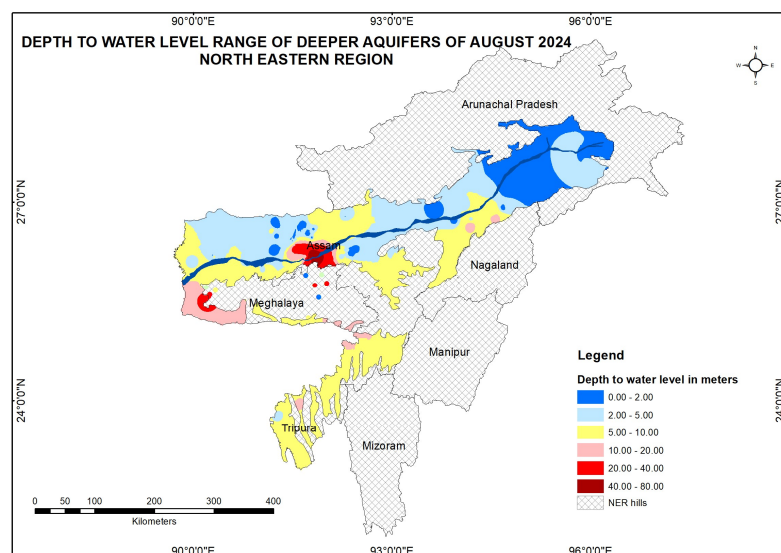 90°0'0"E 93°0'0"E 96°0'0"E
DEPTH TO WATER LEVEL RANGE OF DEEPER AQUIFERS OF AUGUST 2024
NORTH EASTERN REGION
N
W E
S
Arunachal Pradesh
27°0'0"N 27°0'0"N
Assam
Nagaland
Meghalaya
Manipur
Legend
Depth to water level in meters
0.00 - 2.00
2.00 - 5.00
5.00 - 10.00
10.00 - 20.00
20.00 - 40.00
40.00 - 80.00
NER hills
24°0'0"N 24°0'0"N
Tripura
Mizoram
0 50 100 200 300 400
Kilometers
90°0'0"E 93°0'0"E 96°0'0"E